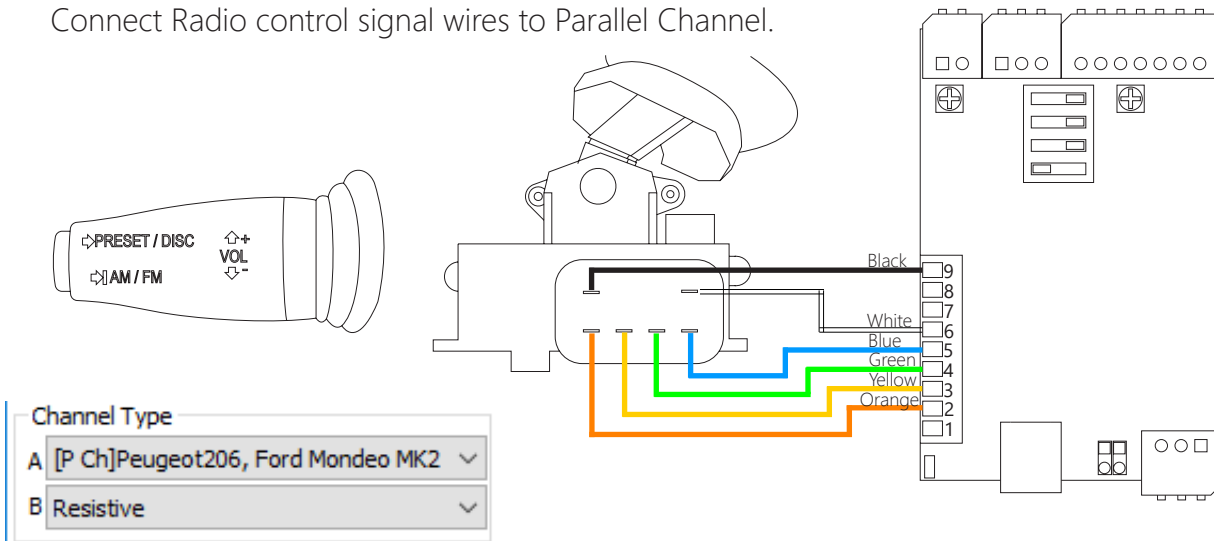 Connect Radio control signal wires to Parallel Channel.
⇨PRESET / DISC
⇨| AM / FM
⇧+
VOL
⇩-
Black
White
Blue
Green
Yellow
Orange
9
8
7
6
5
4
3
2
1
Channel Type
A [P Ch]Peugeot206, Ford Mondeo MK2
B Resistive